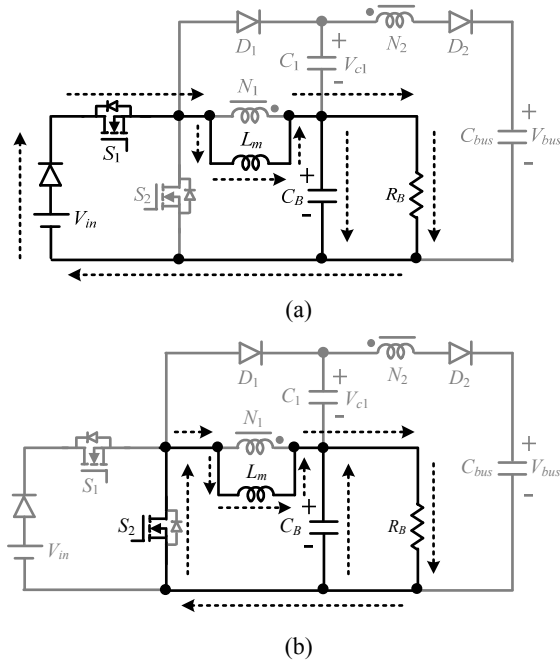 D1
C1
+
Vc1
-
N2
D2
Cbus
+
Vbus
-
S1
N1
Lm
S2
Vin
CB
+
-
RB
(a)
D1
C1
+
Vc1
-
N2
D2
Cbus
+
Vbus
-
S1
N1
Lm
S2
Vin
CB
+
-
RB
(b)